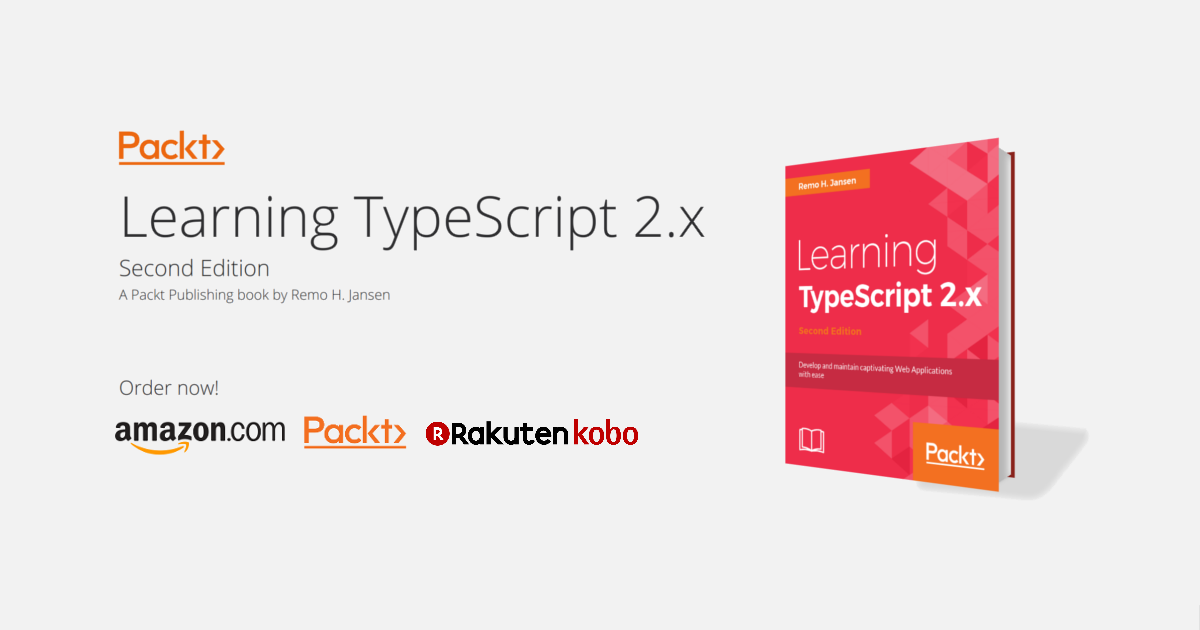 Packt>
Learning TypeScript 2.x
Second Edition
A Packt Publishing book by Remo H. Jansen
Order now!
amazon.com
Packt>
R Rakuten kobo
Remo H. Jansen
Learning
TypeScript 2.x
Second Edition
Develop and maintain captivating Web Applications
with ease
Packt>